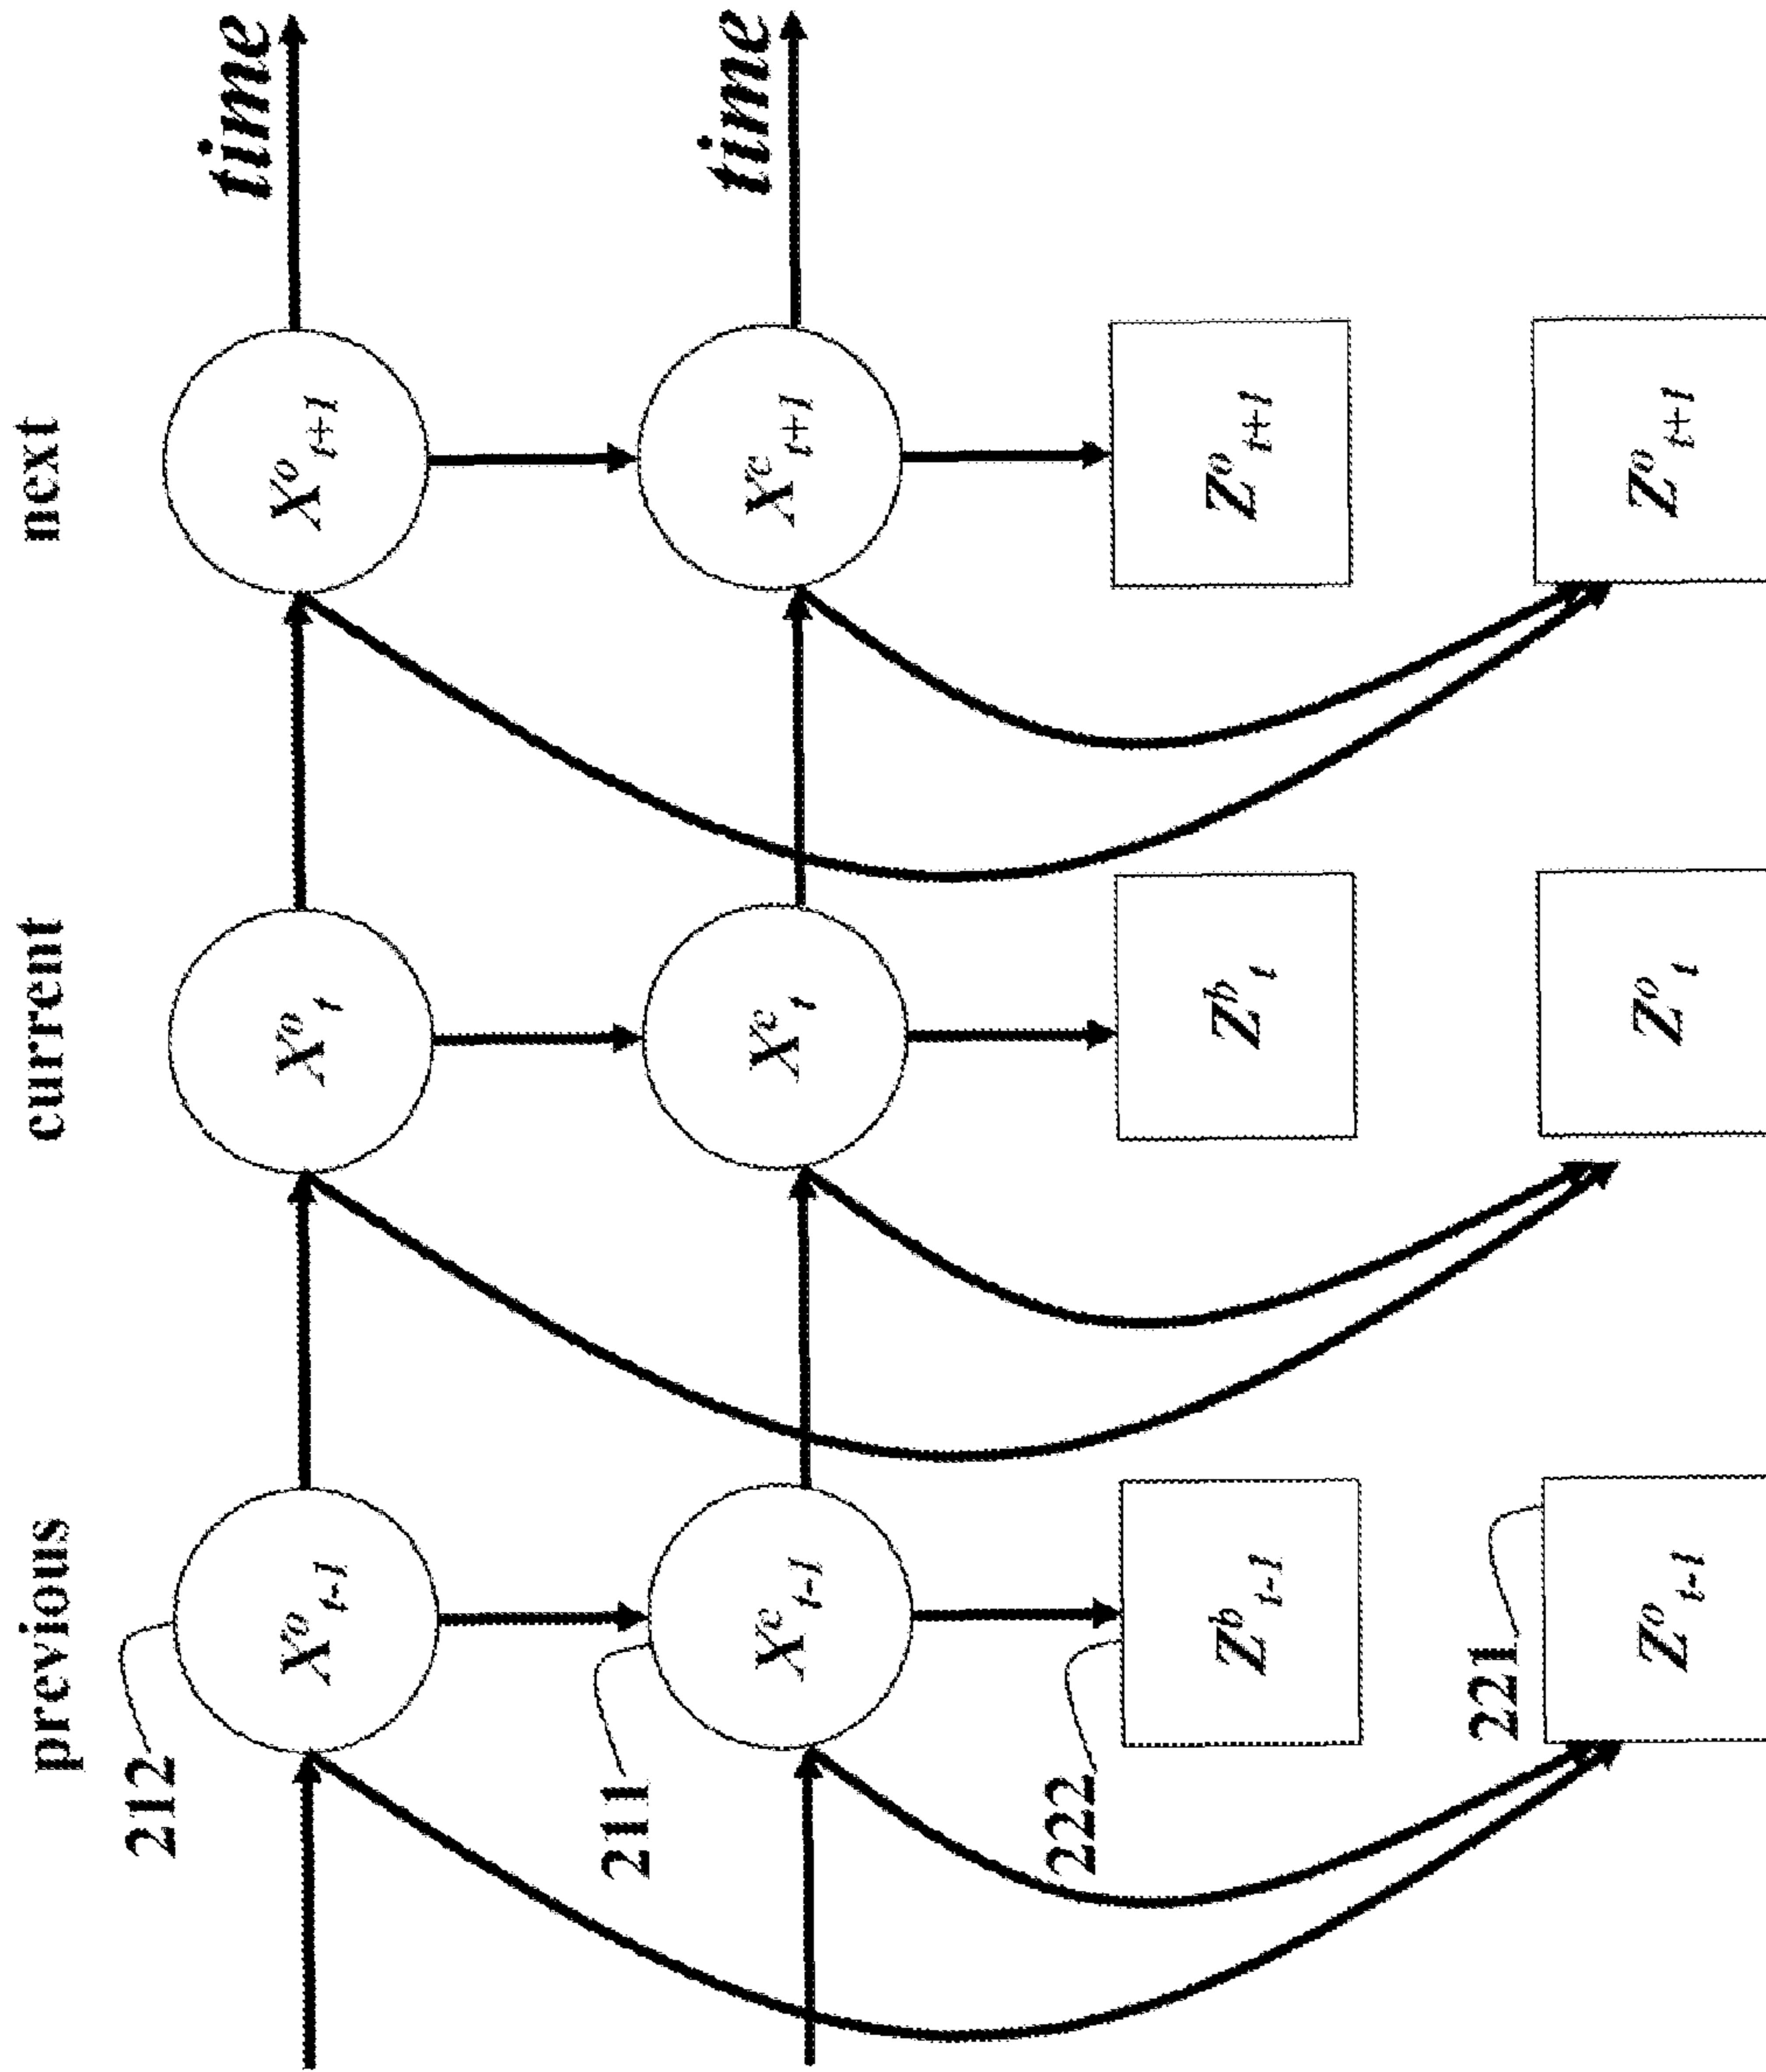 previous current next
212 time
X^o_{t-1} X^o_t X^o_{t+1}
211 time
X^e_{t-1} X^e_t X^e_{t+1}
222
Z^b_{t-1} Z^b_t Z^o_{t+1}
221
Z^o_{t-1} Z^o_t Z^o_{t+1}